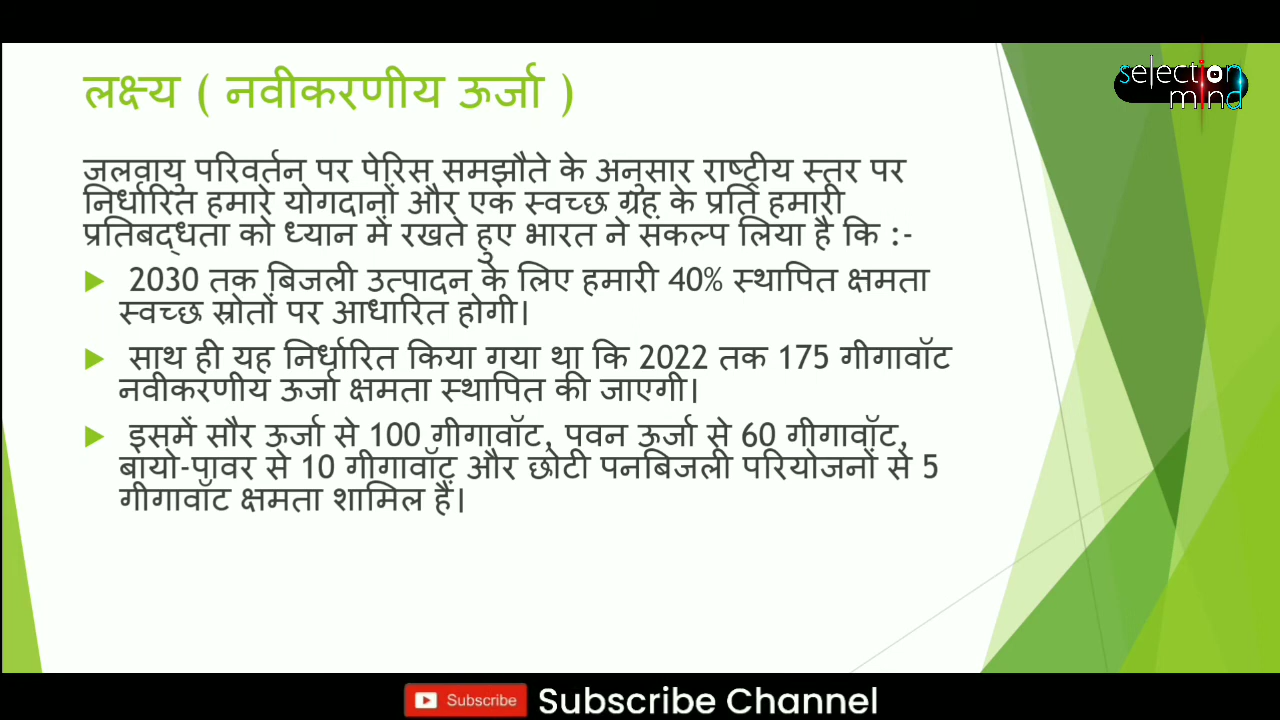 लक्ष्य ( नवीकरणीय ऊर्जा )
selection
mind
जलवायु परिवर्तन पर पेरिस समझौते के अनुसार राष्ट्रीय स्तर पर
निर्धारित हमारे योगदानों और एक स्वच्छ ग्रह के प्रति हमारी
प्रतिबद्धता को ध्यान में रखते हुए भारत ने संकल्प लिया है कि :-
2030 तक बिजली उत्पादन के लिए हमारी 40% स्थापित क्षमता
स्वच्छ स्रोतों पर आधारित होगी।
साथ ही यह निर्धारित किया गया था कि 2022 तक 175 गीगावॉट
नवीकरणीय ऊर्जा क्षमता स्थापित की जाएगी।
इसमें सौर ऊर्जा से 100 गीगावॉट, पवन ऊर्जा से 60 गीगावॉट,
बायो-पावर से 10 गीगावॉट और छोटी पनबिजली परियोजनों से 5
गीगावॉट क्षमता शामिल हैं।
Subscribe Subscribe Channel